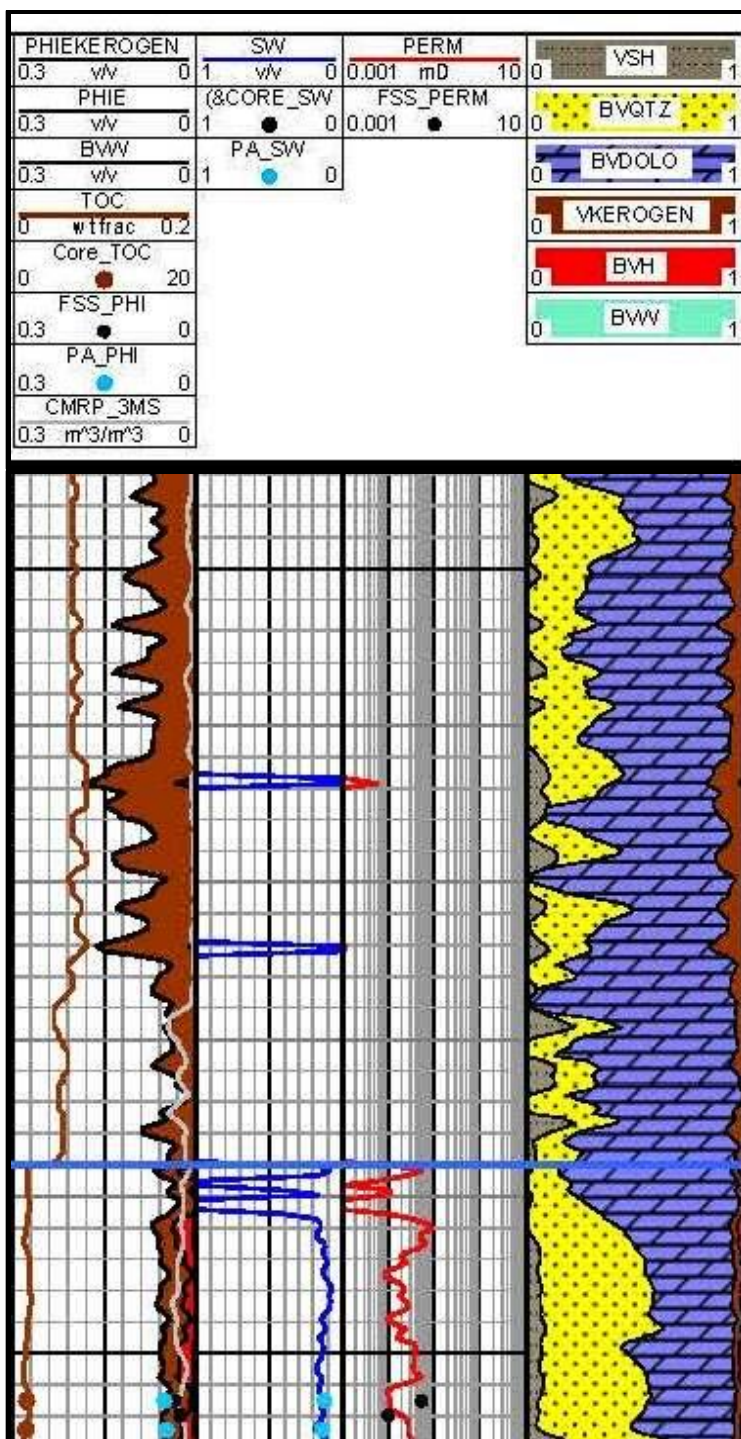 PHIEKEROGEN
0.3 v/v 0
PHIE
0.3 v/v 0
BVW
0.3 v/v 0
TOC
0 wtfrac 0.2
Core_TOC
0 20
FSS_PHI
0.3 0
PA_PHI
0.3 0
CMRP_3MS
0.3 m^3/m^3 0
SW
1 v/v 0
(&CORE_SW
1 0
PA_SW
1 0
PERM
0.001 mD 10
FSS_PERM
0.001 10
VSH
0 1
BVQTZ
0 1
BVDOLO
0 1
VKEROGEN
0 1
BVH
0 1
BVW
0 1